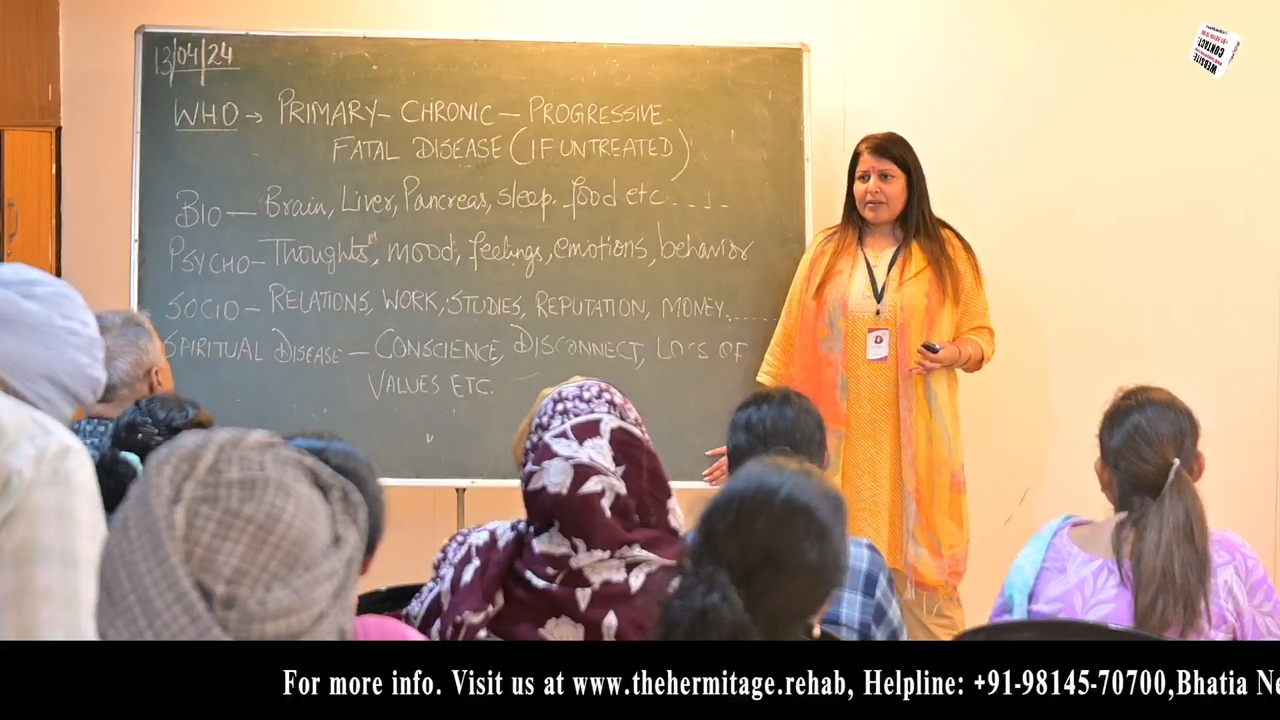 13/04/24
WHO → PRIMARY - CHRONIC - PROGRESSIVE
FATAL DISEASE (IF UNTREATED)
BIO - Brain, Liver, Pancreas, Sleep. food etc....
PSYCHO - Thoughts, mood, feelings, emotions, behavior
SOCIO - RELATIONS, WORK, STUDIES, REPUTATION, MONEY......
SPIRITUAL DISEASE - CONSCIENCE, DISCONNECT, LOSS OF
VALUES ETC.
WEBSITE:
CONTACT:
For more info. Visit us at www.thehermitage.rehab, Helpline: +91-98145-70700,Bhatia